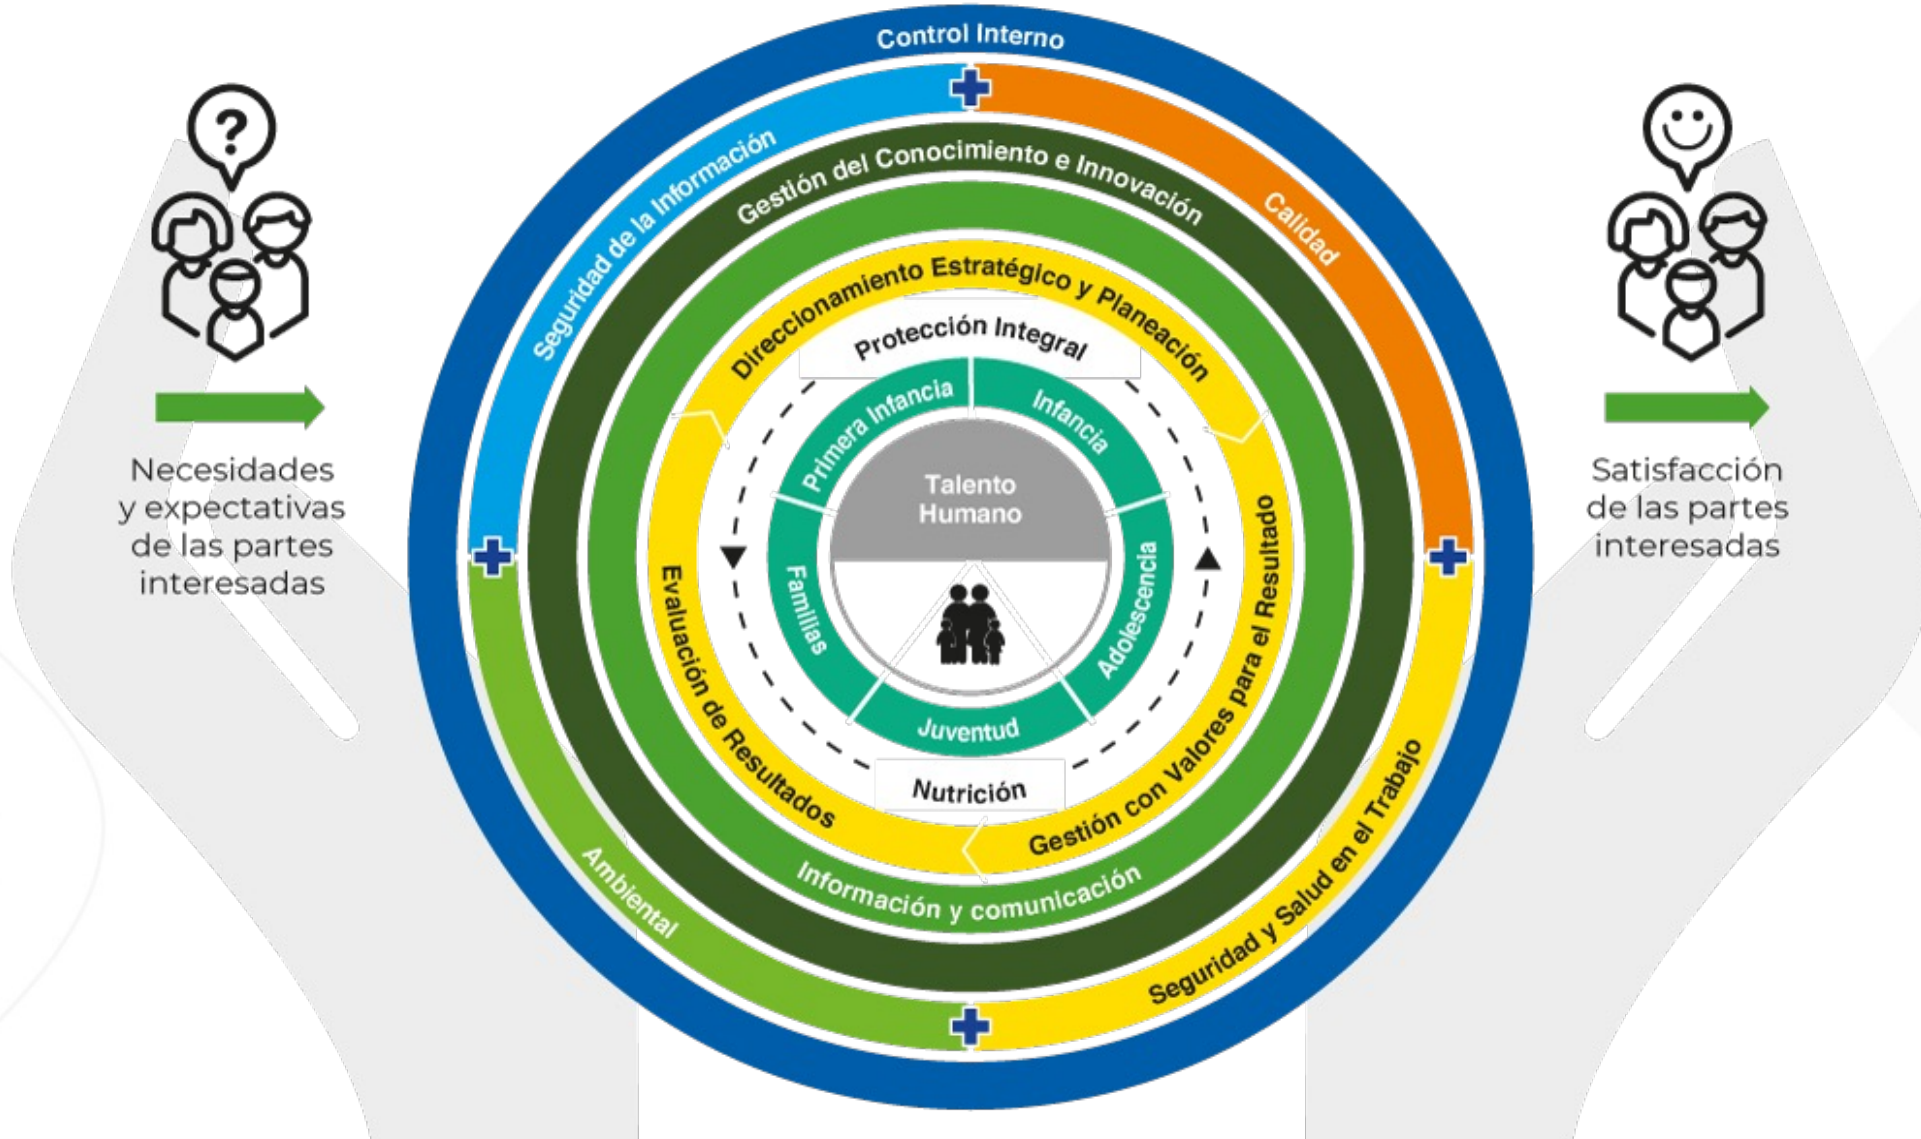 Control Interno
Seguridad de la Información
Calidad
Gestión del Conocimiento e Innovación
Direccionamiento Estratégico y Planeación
Protección Integral
Primera Infancia
Infancia
Talento
Humano
Familias
Adolescencia
Juventud
Nutrición
Evaluación de Resultados
Gestión con Valores para el Resultado
Información y comunicación
Ambiental
Seguridad y Salud en el Trabajo
?
Necesidades
y expectativas
de las partes
interesadas
Satisfacción
de las partes
interesadas